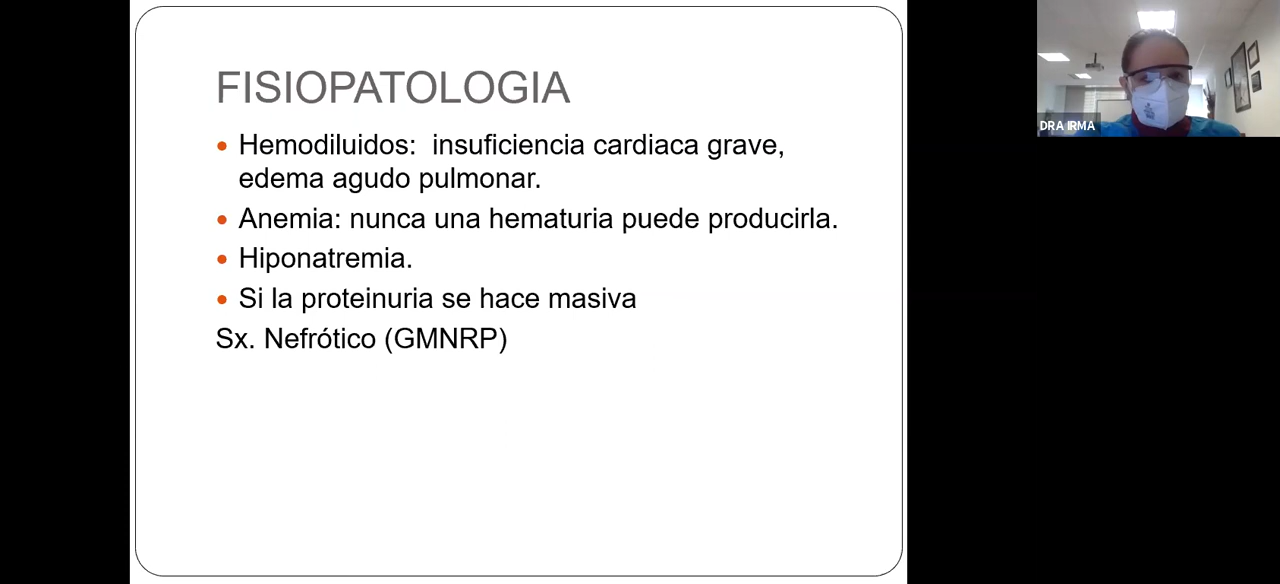 FISIOPATOLOGIA
• Hemodiluidos:  insuficiencia cardiaca grave,
edema agudo pulmonar.
• Anemia: nunca una hematuria puede producirla.
• Hiponatremia.
• Si la proteinuria se hace masiva
Sx. Nefrótico (GMNRP)
DRA IRMA